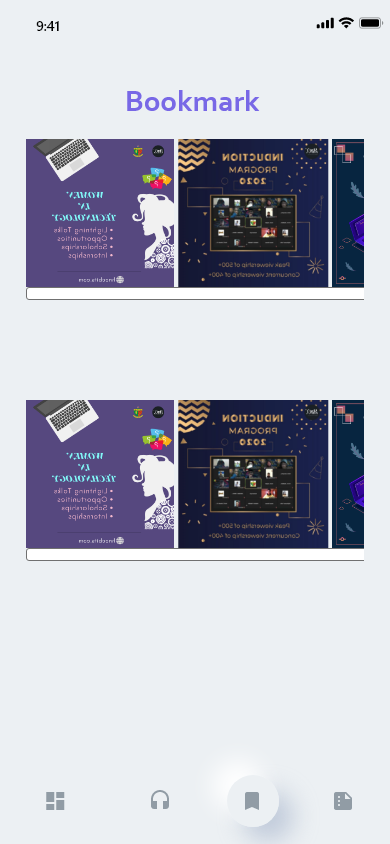 9:41
Bookmark
WOMEN
IN
TECHNOLOGY
• Lightning Talks
• Opportunities
• Scholarships
• Internships
INDUCTION
PROGRAM
2020
Peak viewership of 500+
Concurrent viewership of 400+
WOMEN
IN
TECHNOLOGY
• Lightning Talks
• Opportunities
• Scholarships
• Internships
INDUCTION
PROGRAM
2020
Peak viewership of 500+
Concurrent viewership of 400+